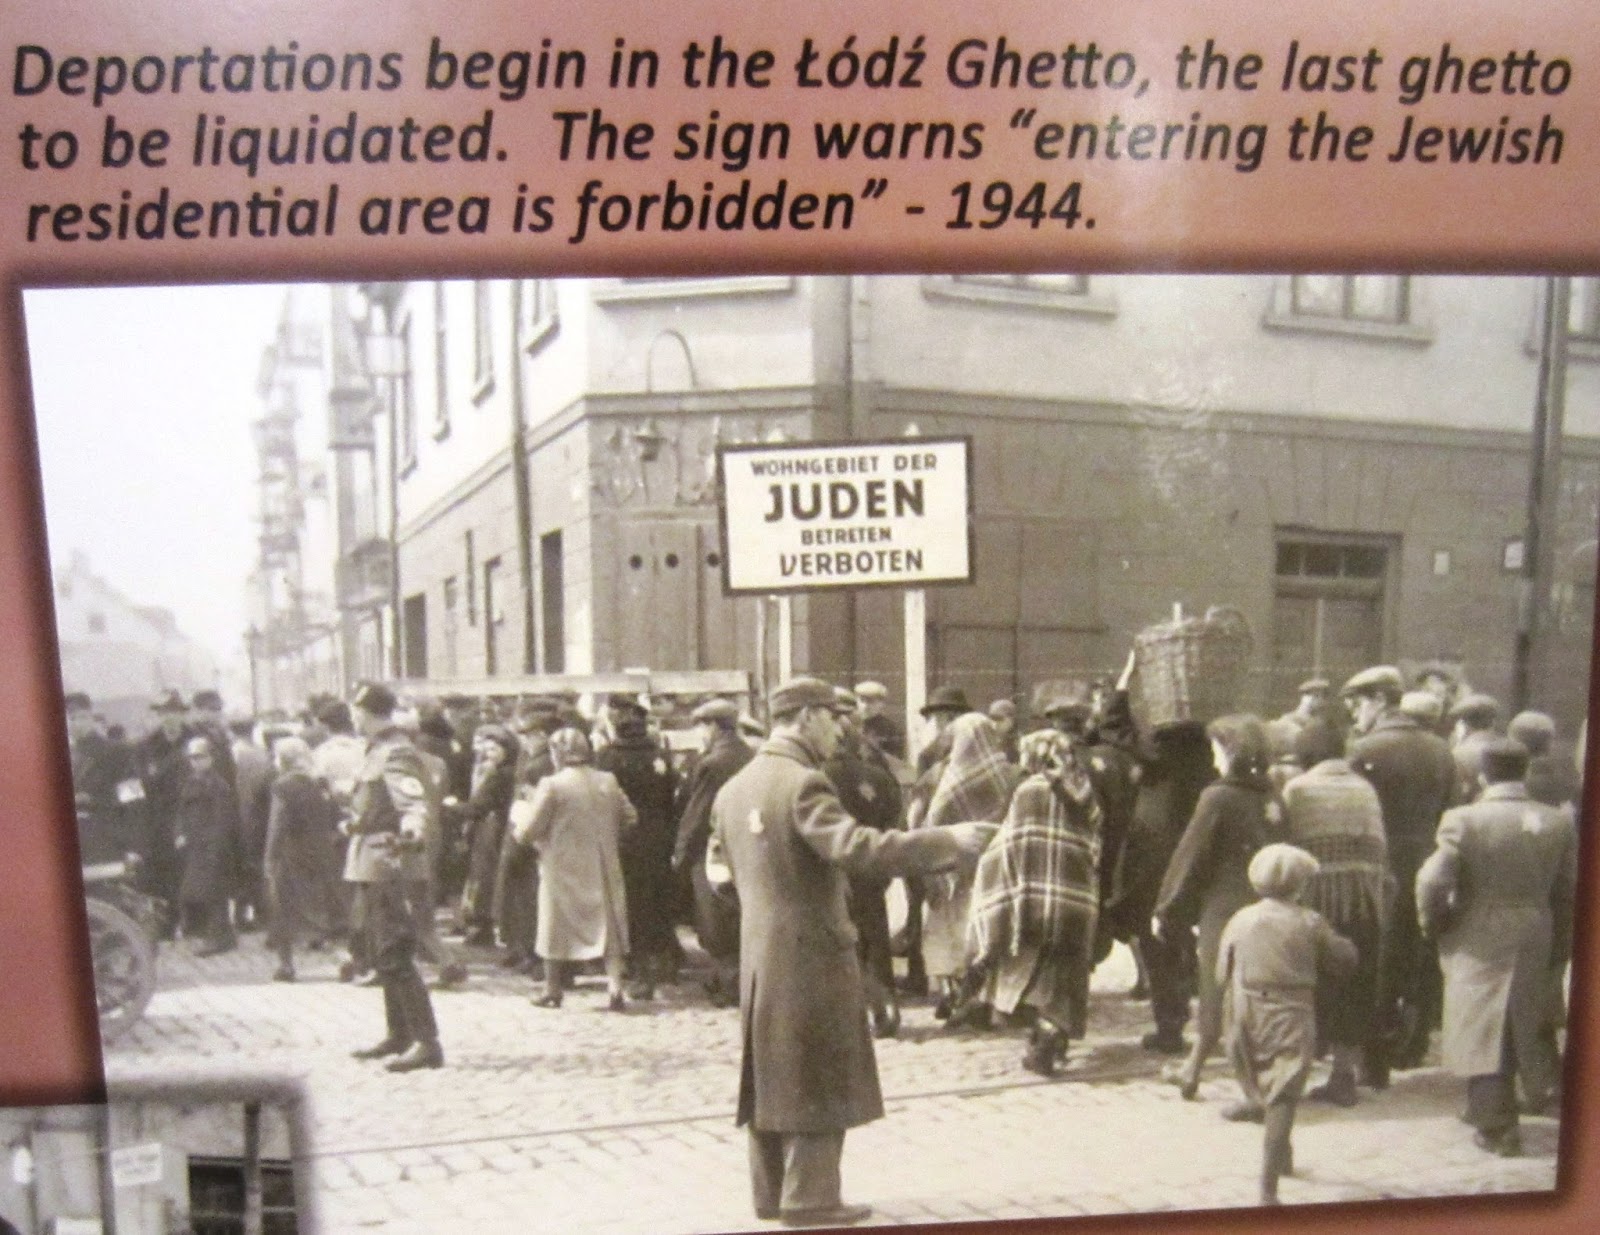 Deportations begin in the Łódź Ghetto, the last ghetto
to be liquidated.  The sign warns “entering the Jewish
residential area is forbidden” - 1944.
WOHNGEBIET DER
JUDEN
BETRETEN
VERBOTEN